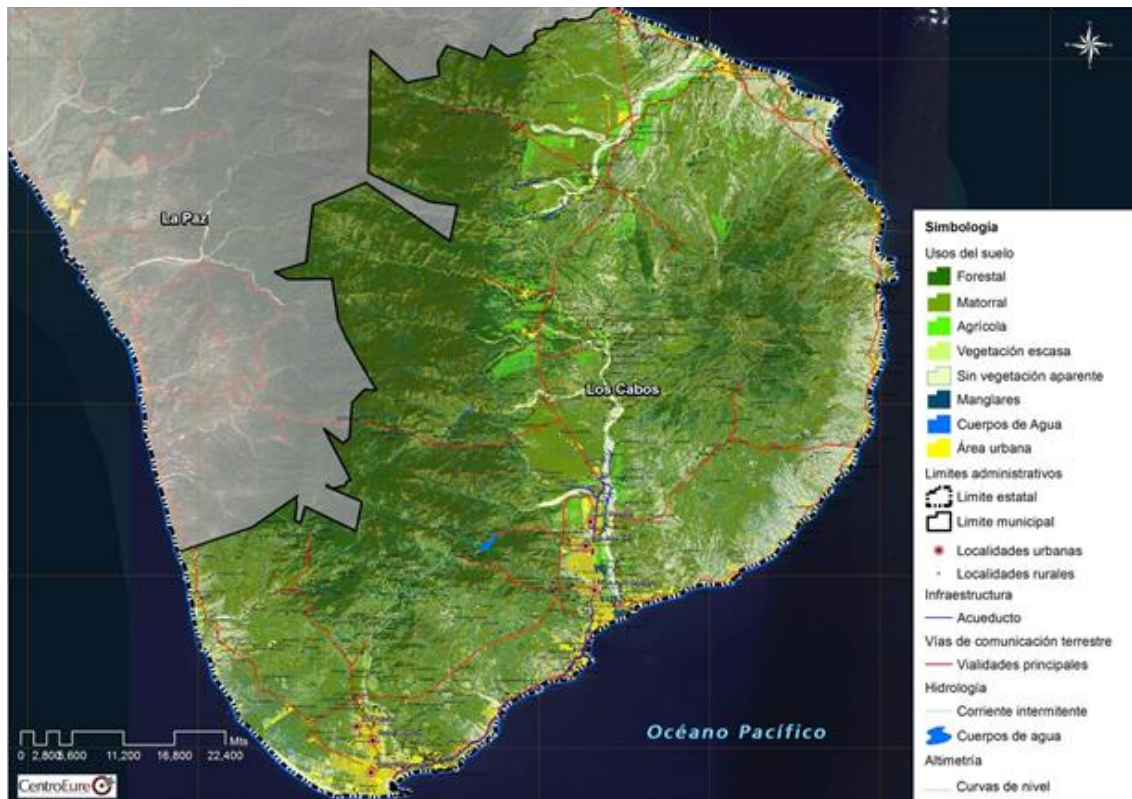 La Paz
Los Cabos
Océano Pacífico
Simbología
Usos del suelo
Forestal
Matorral
Agrícola
Vegetación escasa
Sin vegetación aparente
Manglares
Cuerpos de Agua
Área urbana
Limites administrativos
Limite estatal
Limite municipal
Localidades urbanas
Localidades rurales
Infraestructura
Acueducto
Vías de comunicación terrestre
Vialidades principales
Hidrología
Corriente intermitente
Cuerpos de agua
Altimetría
Curvas de nivel
Mts
0 2,800 5,600 11,200 16,800 22,400
CentroEure